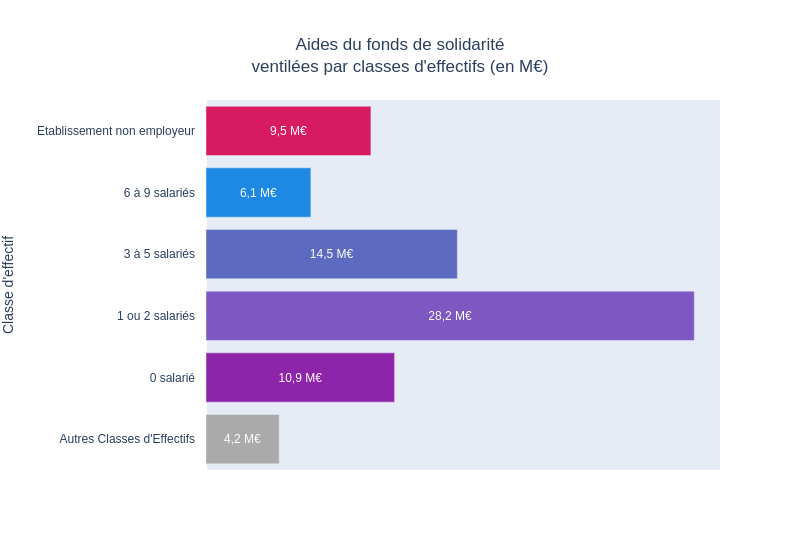 Aides du fonds de solidarité
ventilées par classes d'effectifs (en M€)
Classe d'effectif
Etablissement non employeur
9,5 M€
6 à 9 salariés
6,1 M€
3 à 5 salariés
14,5 M€
1 ou 2 salariés
28,2 M€
0 salarié
10,9 M€
Autres Classes d'Effectifs
4,2 M€